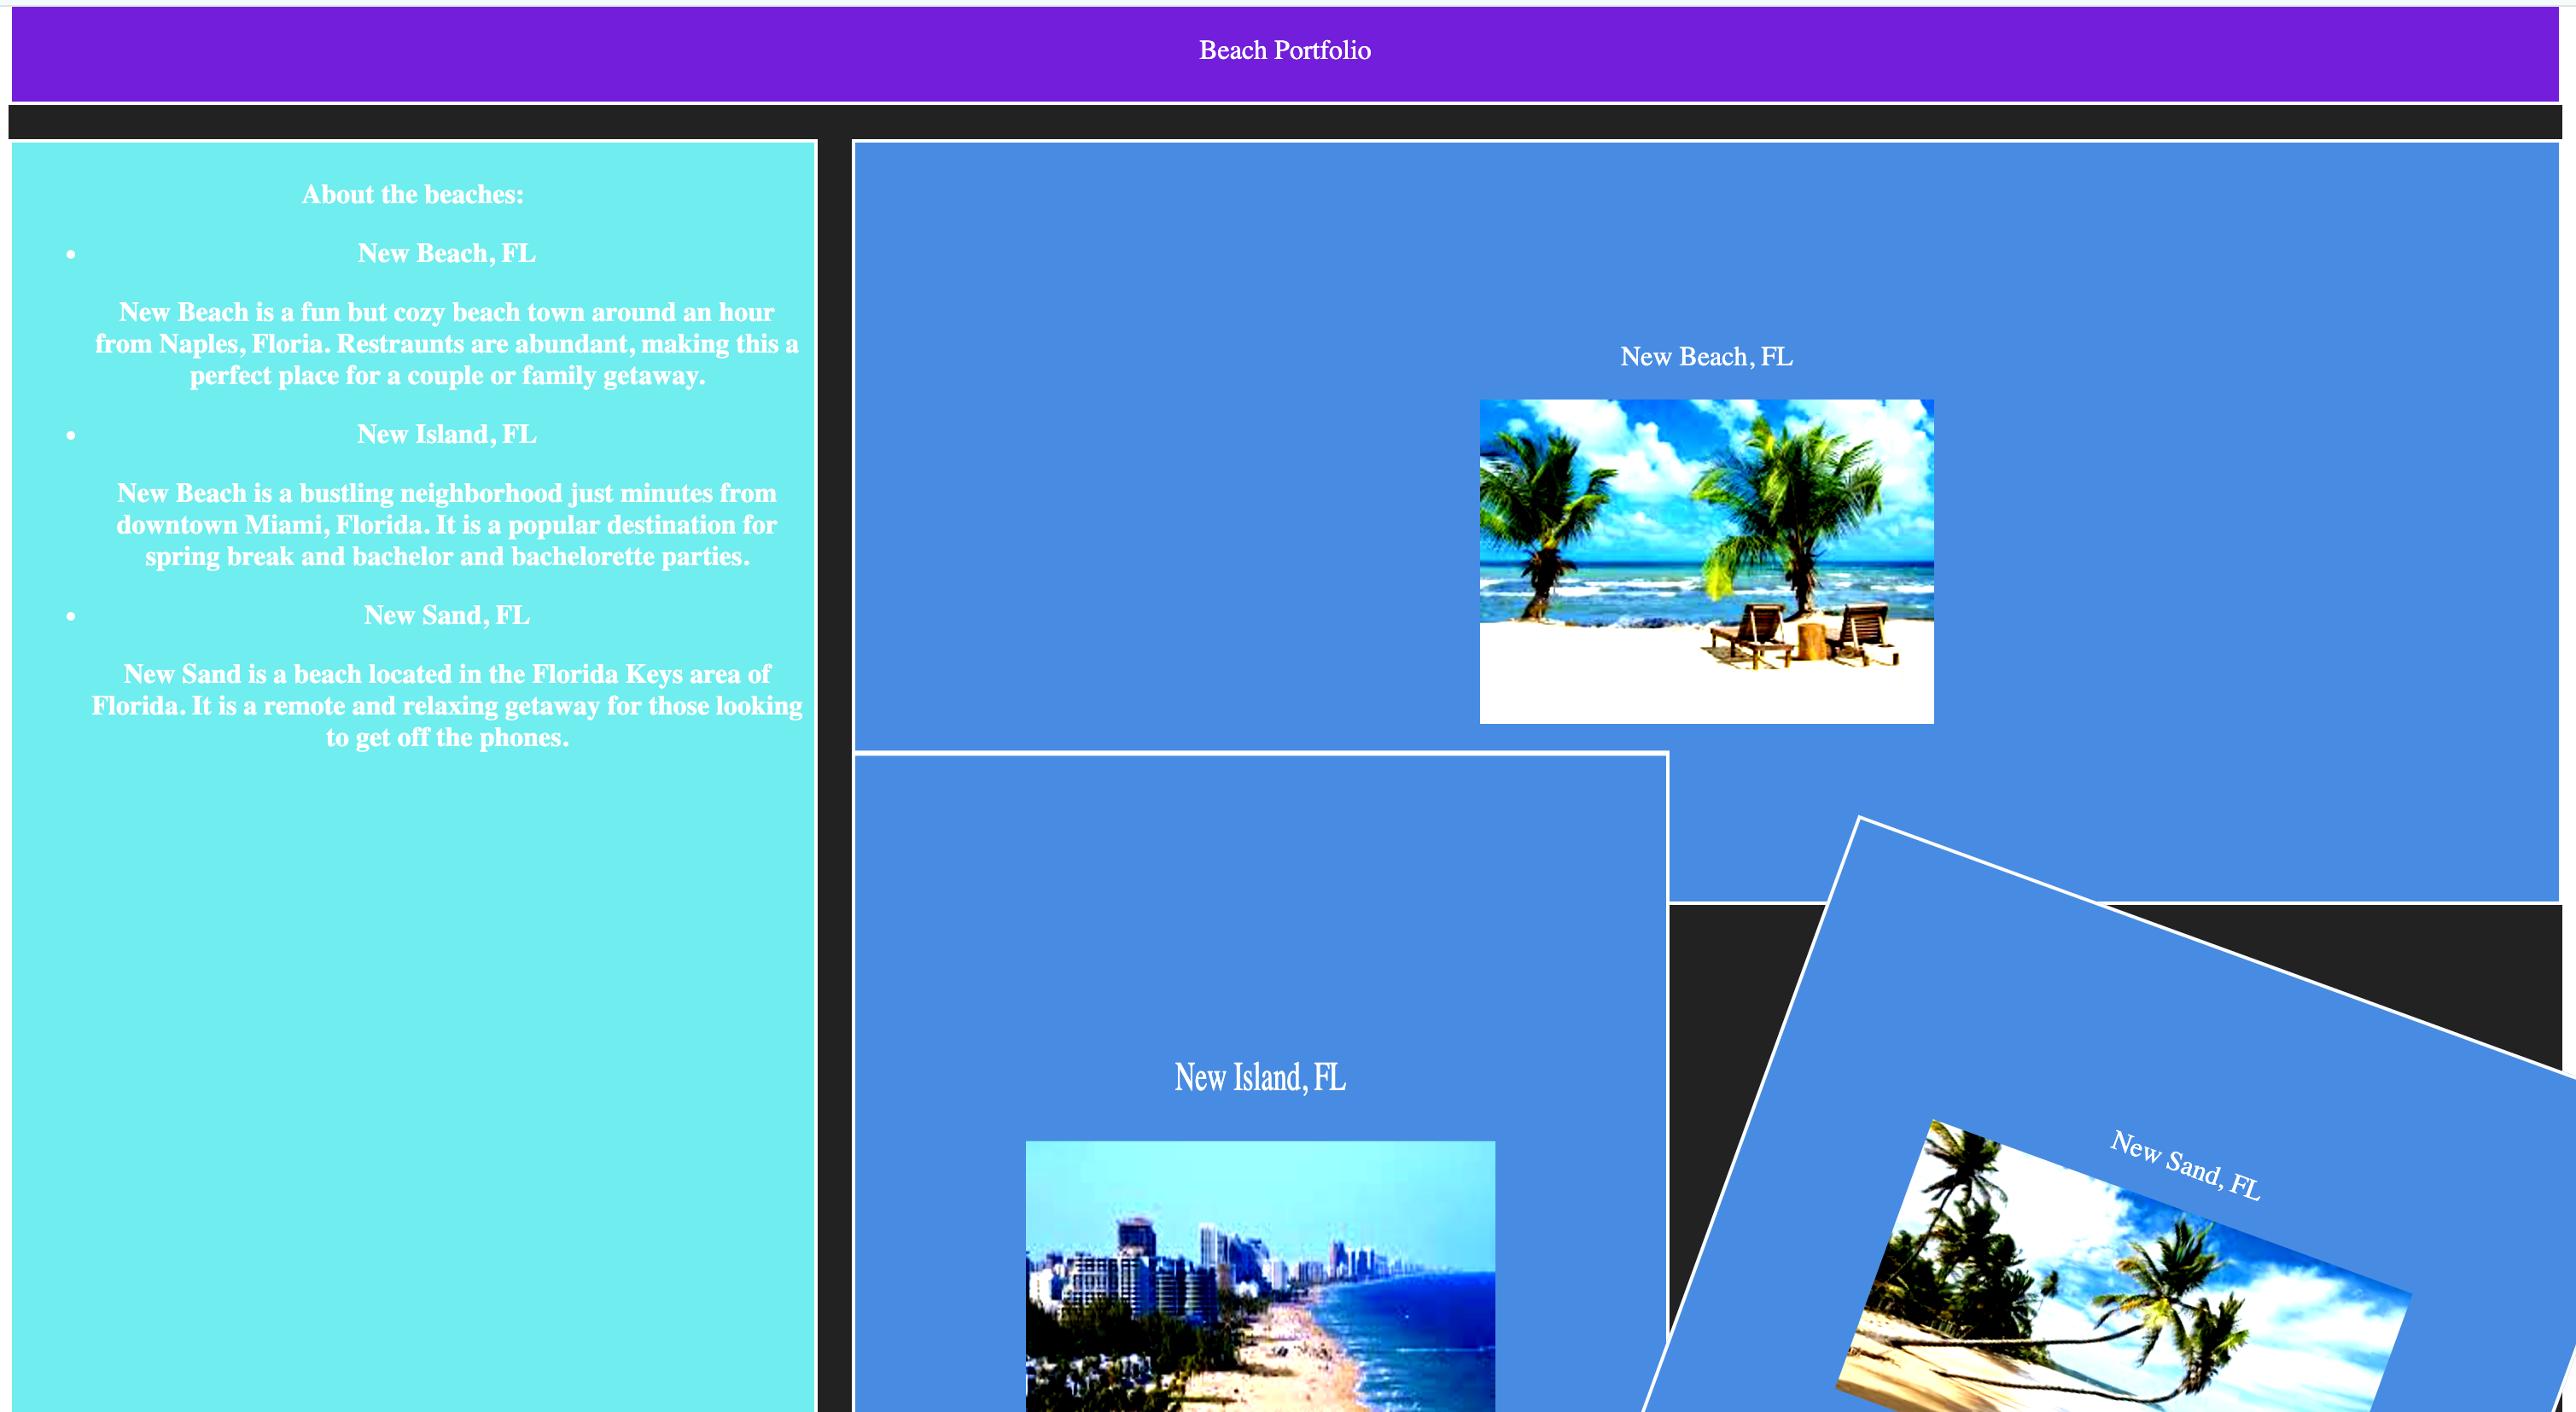 Beach Portfolio
About the beaches:
• New Beach, FL
New Beach is a fun but cozy beach town around an hour
from Naples, Floria. Restraunts are abundant, making this a
perfect place for a couple or family getaway.
• New Island, FL
New Beach is a bustling neighborhood just minutes from
downtown Miami, Florida. It is a popular destination for
spring break and bachelor and bachelorette parties.
• New Sand, FL
New Sand is a beach located in the Florida Keys area of
Florida. It is a remote and relaxing getaway for those looking
to get off the phones.
New Beach, FL
New Island, FL
New Sand, FL